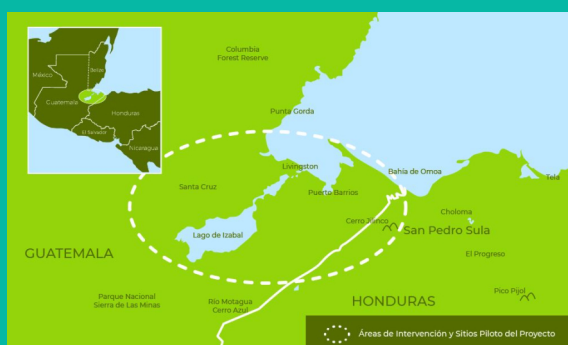 México
Belice
Guatemala
Honduras
El Salvador
Nicaragua
Columbia
Forest Reserve
Punta Gorda
Livingston
Bahía de Omoa
Santa Cruz
Puerto Barrios
Tela
Cerro Jilinco
Choloma
San Pedro Sula
Lago de Izabal
GUATEMALA
El Progreso
Parque Nacional
Sierra de Las Minas
Río Motagua
Cerro Azul
HONDURAS
Pico Pijol
Áreas de Intervención y Sitios Piloto del Proyecto